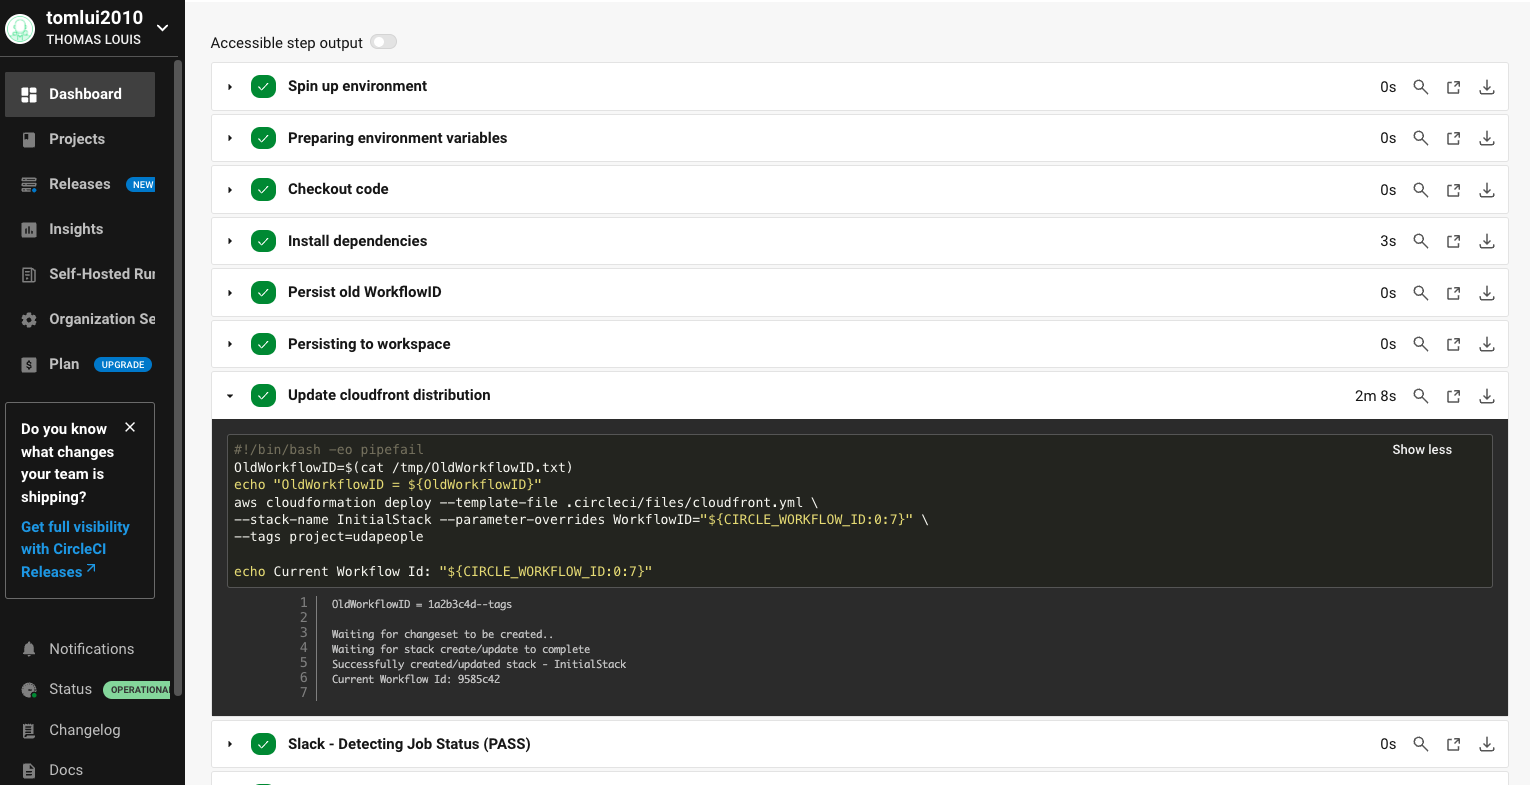 tomlui2010
THOMAS LOUIS
Dashboard
Projects
Releases NEW
Insights
Self-Hosted Run
Organization Se
Plan UPGRADE
Do you know
what changes
your team is
shipping?
Get full visibility
with CircleCI
Releases
Notifications
Status OPERATIONAL
Changelog
Docs
Accessible step output
Spin up environment 0s
Preparing environment variables 0s
Checkout code 0s
Install dependencies 3s
Persist old WorkflowID 0s
Persisting to workspace 0s
Update cloudfront distribution 2m 8s
#!/bin/bash -eo pipefail Show less
OldWorkflowID=$(cat /tmp/OldWorkflowID.txt)
echo "OldWorkflowID = ${OldWorkflowID}"
aws cloudformation deploy --template-file .circleci/files/cloudfront.yml \
--stack-name InitialStack --parameter-overrides WorkflowID="${CIRCLE_WORKFLOW_ID:0:7}" \
--tags project=udapeople
echo Current Workflow Id: "${CIRCLE_WORKFLOW_ID:0:7}"
1 OldWorkflowID = 1a2b3c4d--tags
2
3 Waiting for changeset to be created..
4 Waiting for stack create/update to complete
5 Successfully created/updated stack - InitialStack
6 Current Workflow Id: 9585c42
7
Slack - Detecting Job Status (PASS) 0s